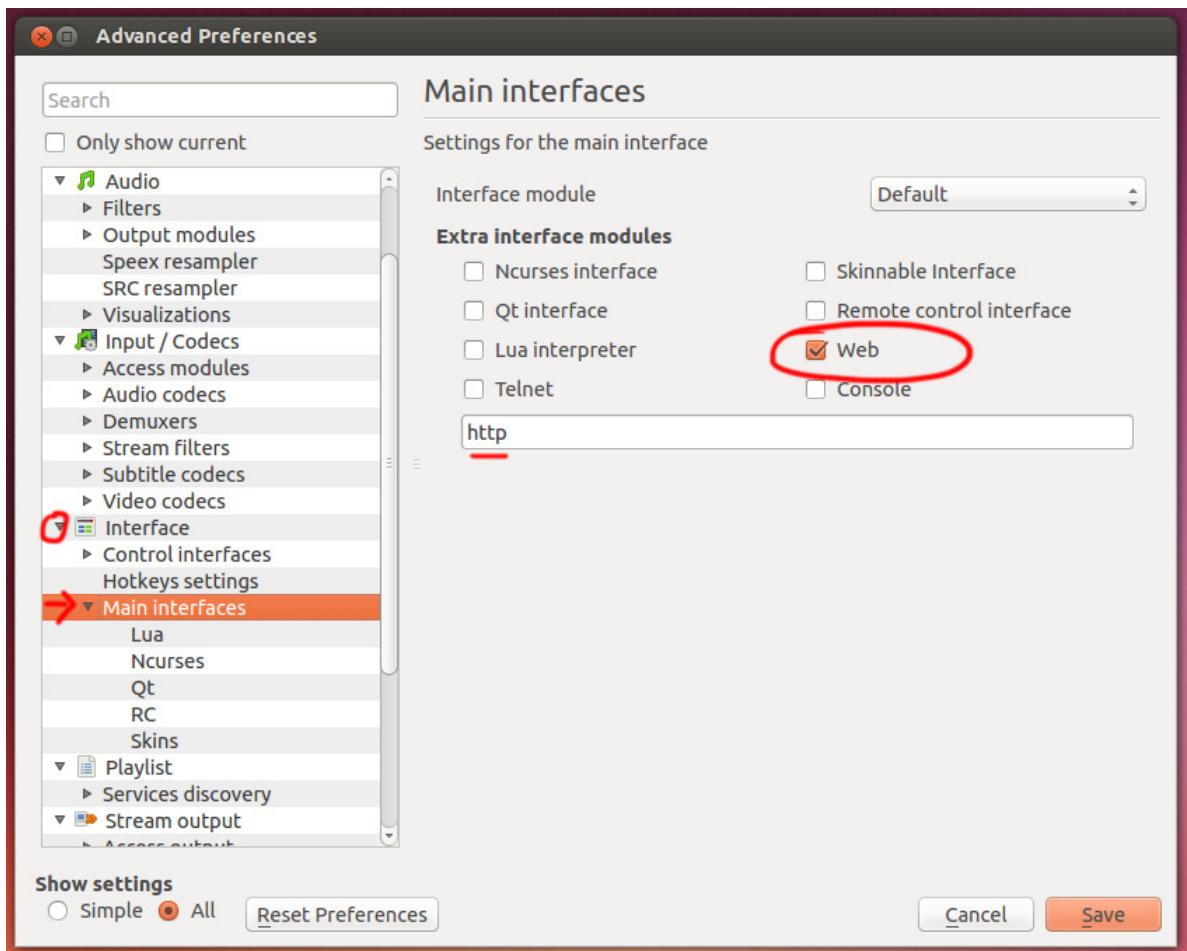 Advanced Preferences
Search
Only show current
Audio
Filters
Output modules
Speex resampler
SRC resampler
Visualizations
Input / Codecs
Access modules
Audio codecs
Demuxers
Stream filters
Subtitle codecs
Video codecs
Interface
Control interfaces
Hotkeys settings
Main interfaces
Lua
Ncurses
Qt
RC
Skins
Playlist
Services discovery
Stream output
Access output
Main interfaces
Settings for the main interface
Interface module Default
Extra interface modules
Ncurses interface Skinnable Interface
Qt interface Remote control interface
Lua interpreter Web
Telnet Console
http
Show settings
Simple All Reset Preferences Cancel Save